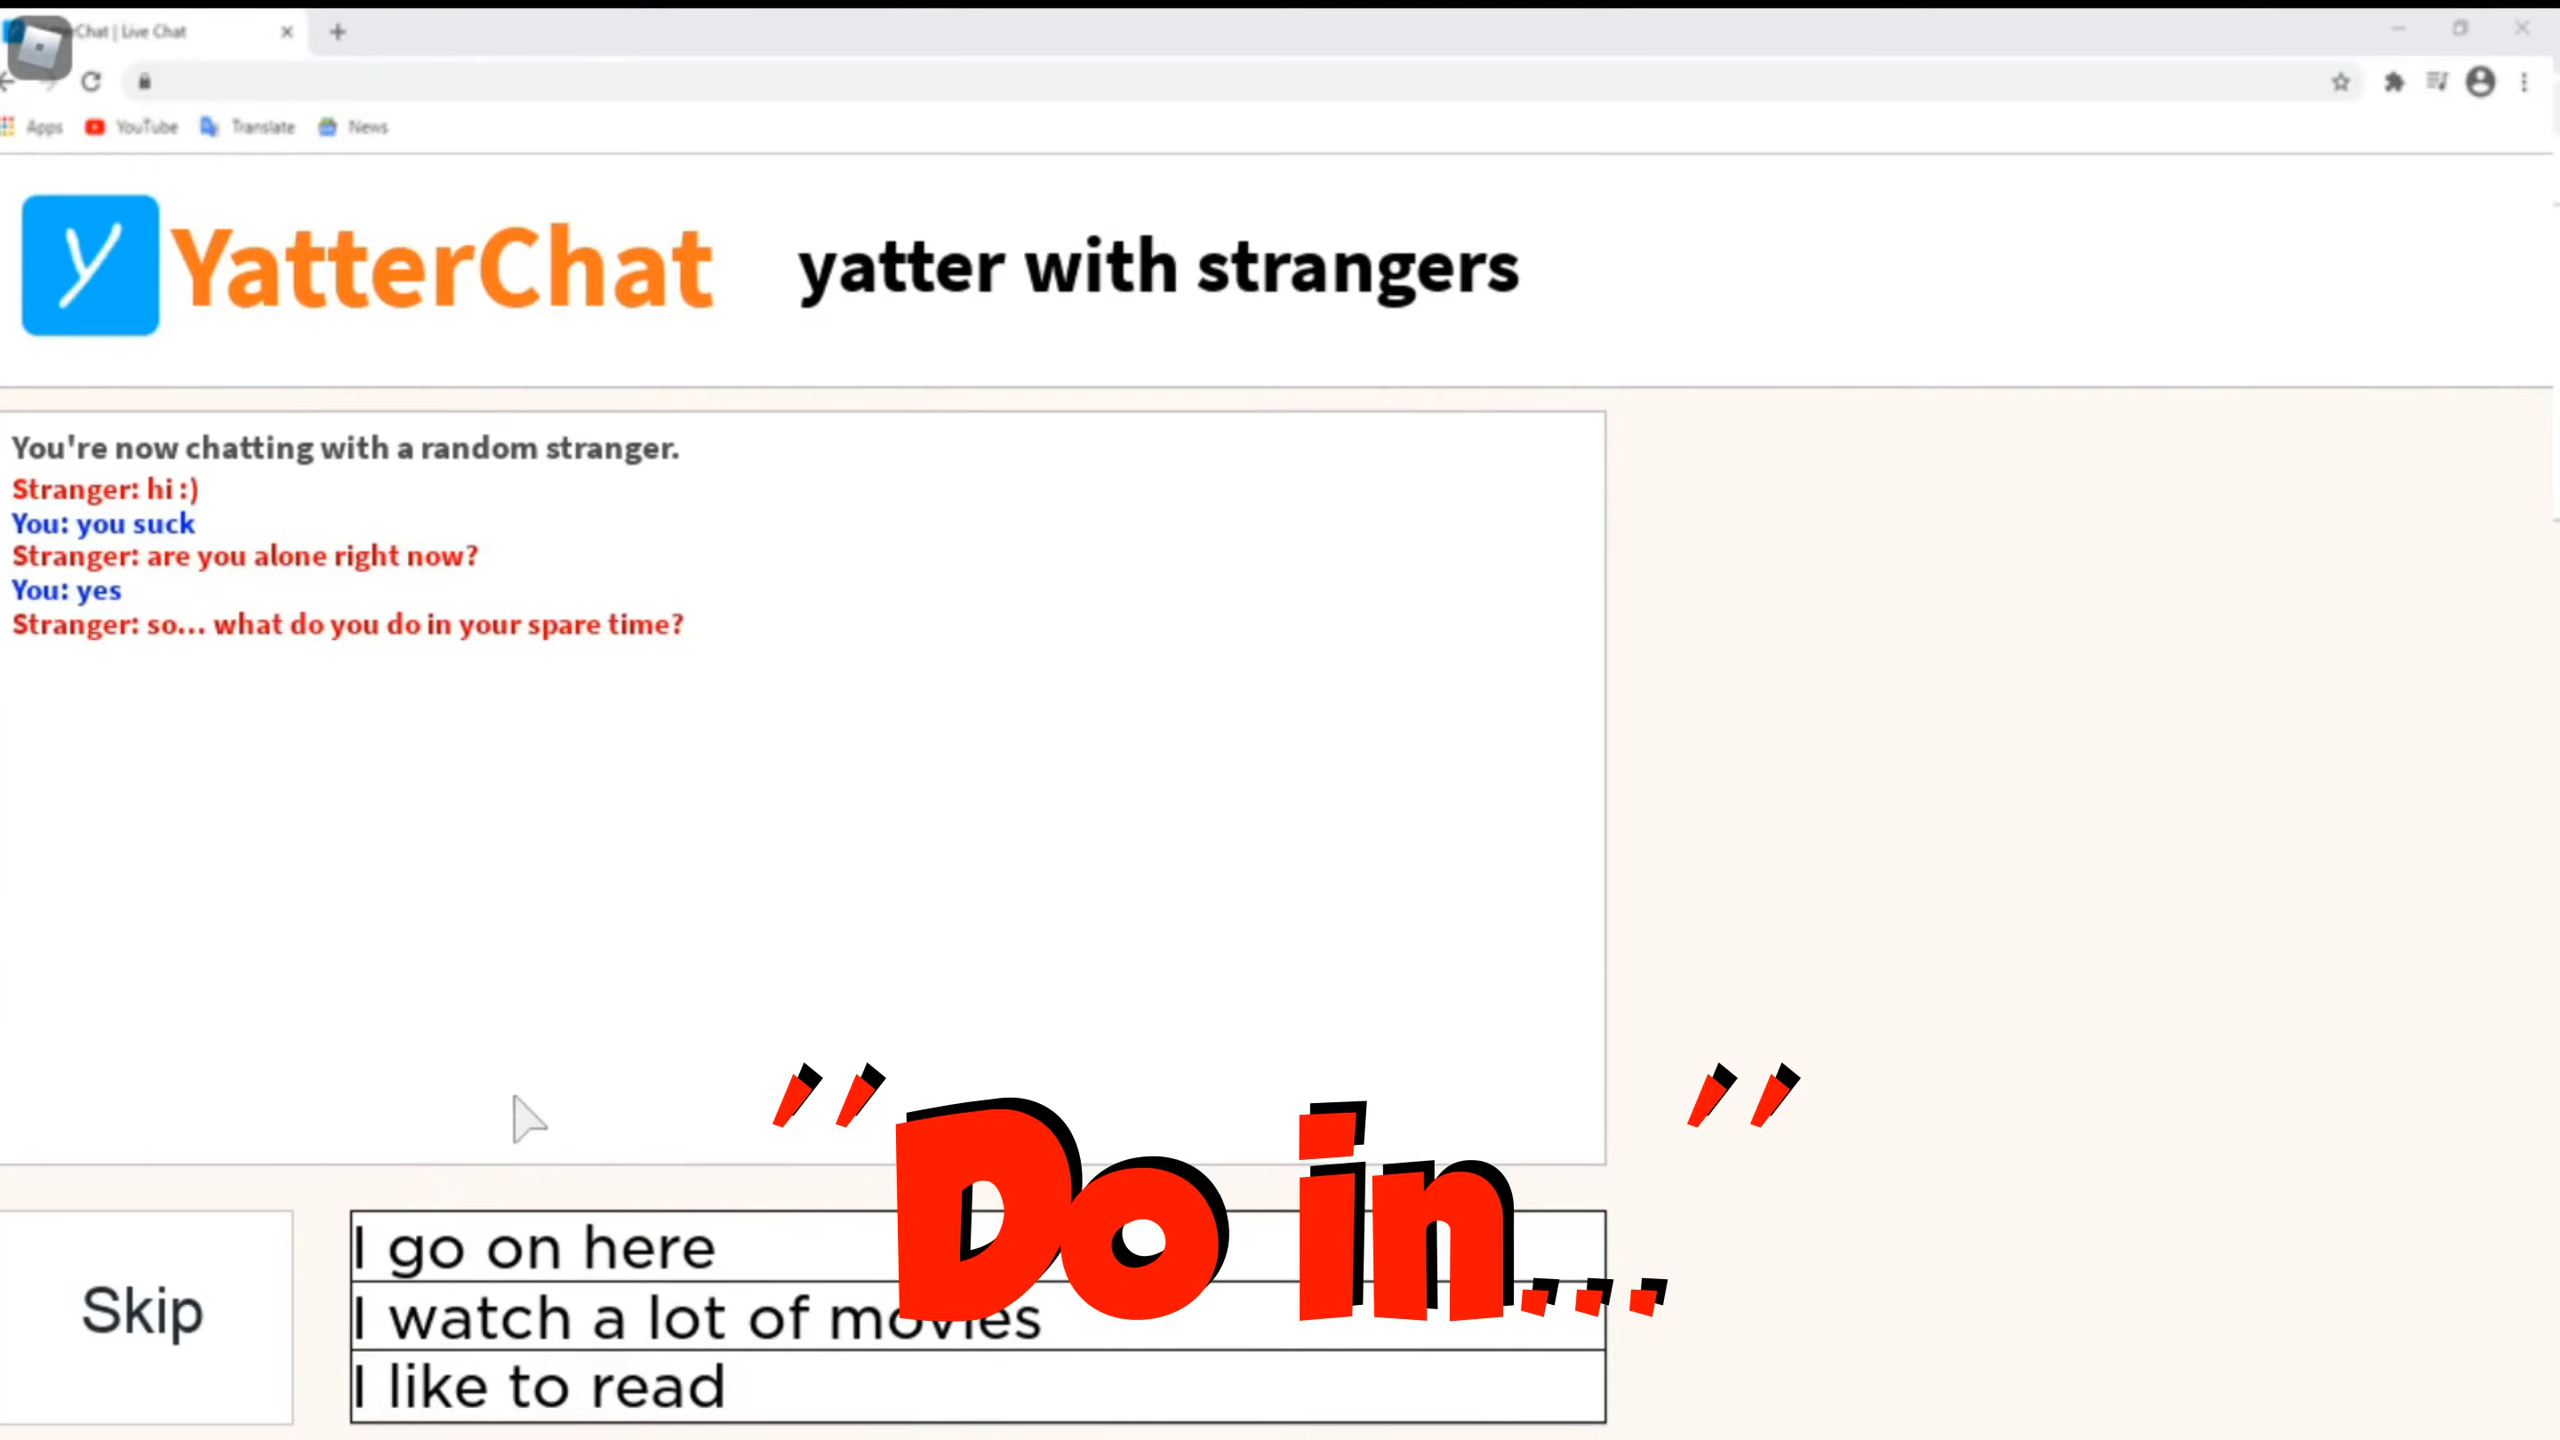 Chat | Live Chat
Apps YouTube Translate News
y YatterChat yatter with strangers
You're now chatting with a random stranger.
Stranger: hi :)
You: you suck
Stranger: are you alone right now?
You: yes
Stranger: so... what do you do in your spare time?
"Do in... "
Skip
I go on here
I watch a lot of movies
I like to read